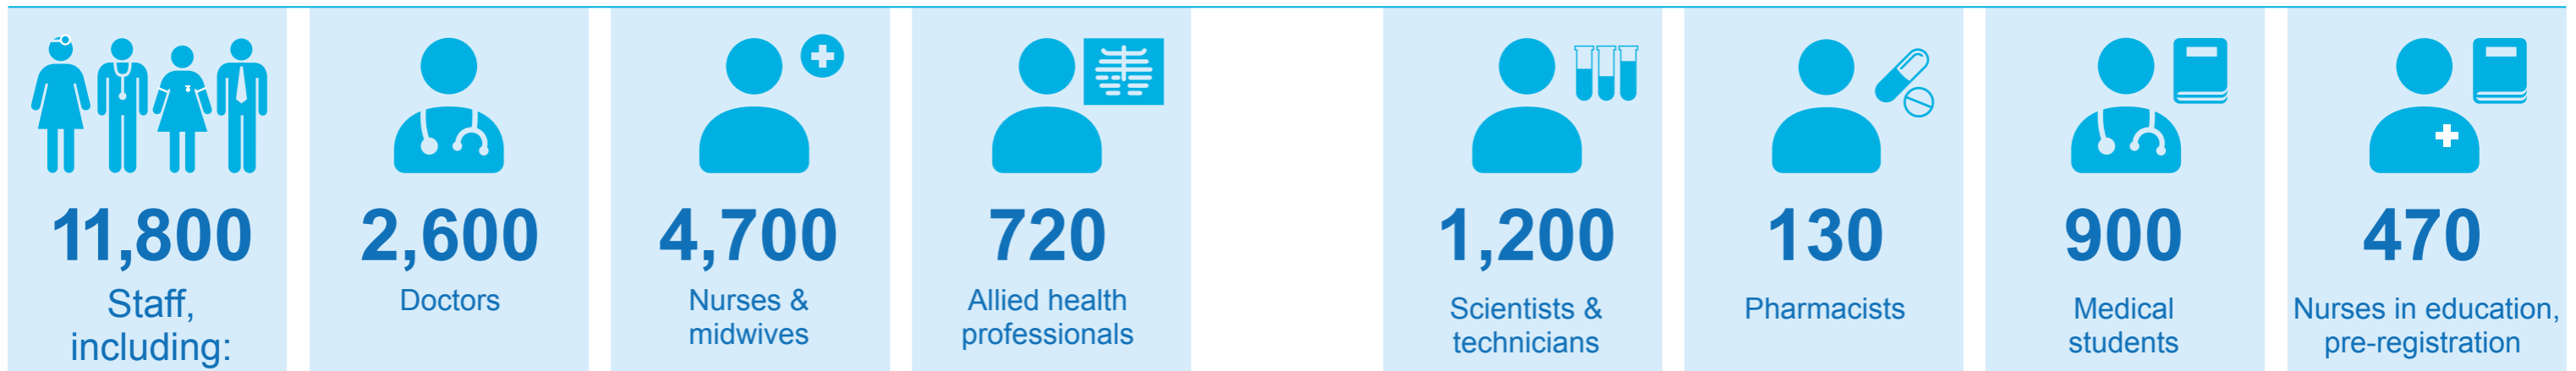 11,800
Staff,
including:
2,600
Doctors
4,700
Nurses &
midwives
720
Allied health
professionals
1,200
Scientists &
technicians
130
Pharmacists
900
Medical
students
470
Nurses in education,
pre-registration